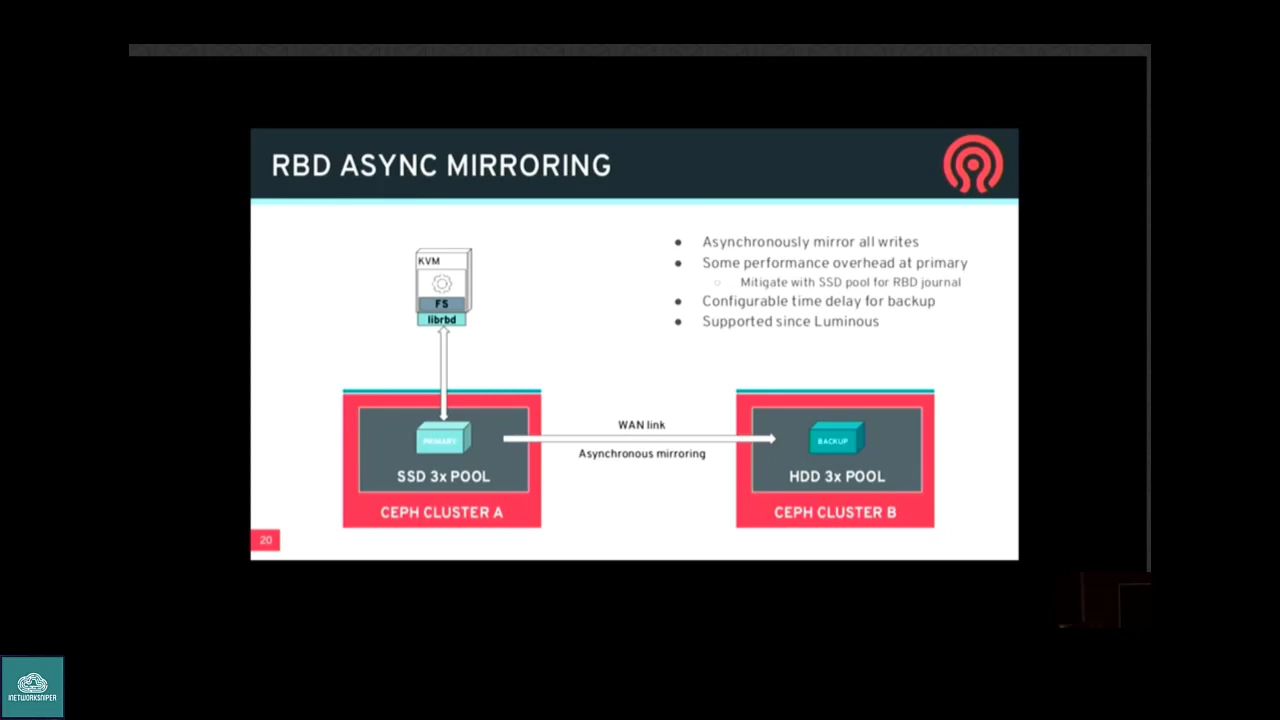 RBD ASYNC MIRRORING
KVM
FS
librbd
● Asynchronously mirror all writes
● Some performance overhead at primary
○ Mitigate with SSD pool for RBD journal
● Configurable time delay for backup
● Supported since Luminous
PRIMARY
SSD 3x POOL
CEPH CLUSTER A
WAN link
Asynchronous mirroring
BACKUP
HDD 3x POOL
CEPH CLUSTER B
20
INETWORKSNIPER